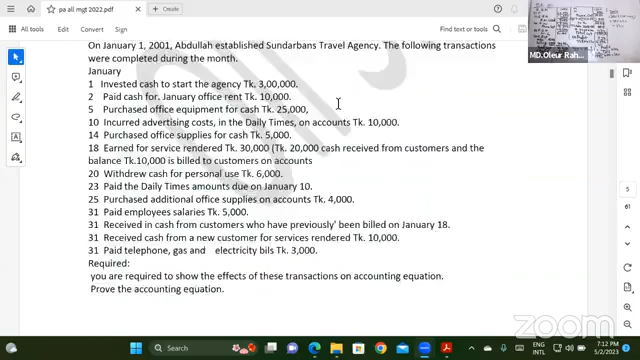 pa ali mgt 2022.pdf
Create
All tools Edit Convert Sign
Find text or tools
On January 1, 2001, Abdullah established Sundarbans Travel Agency. The following transactions
were completed during the month.
January
1 Invested cash to start the agency Tk. 3,00,000.
2 Paid cash for January office rent Tk. 10,000.
5 Purchased office equipment for cash Tk. 25,000,
10 Incurred advertising costs, in the Daily Times, on accounts Tk. 10,000.
14 Purchased office supplies for cash Tk. 5,000.
18 Earned for service rendered Tk. 30,000 (Tk. 20,000 cash received from customers and the
balance Tk.10,000 is billed to customers on accounts
20 Withdrew cash for personal use Tk. 6,000.
23 Paid the Daily Times amounts due on January 10.
25 Purchased additional office supplies on accounts Tk. 4,000.
31 Paid employees salaries Tk. 5,000.
31 Received in cash from customers who have previously' been billed on January 18.
31 Received cash from a new customer for services rendered Tk. 10,000.
31 Paid telephone, gas and electricity bils Tk. 3,000.
Required:
you are required to show the effects of these transactions on accounting equation.
Prove the accounting equation.
MD.Oleur Rah...
5
61
zoom
Search
ENG
INTL
7:12 PM
5/2/2023